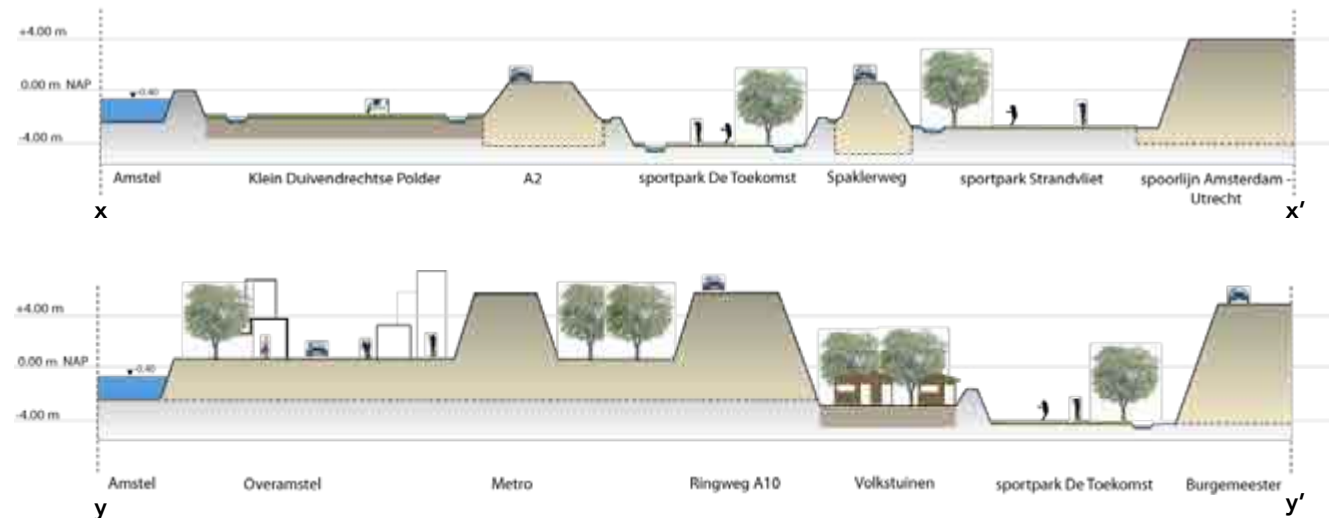 +4.00 m
0.00 m NAP
-0.40
-4.00 m
Amstel
Klein Duivendrechtse Polder
A2
sportpark De Toekomst
Spaklerweg
sportpark Strandvliet
spoorlijn Amsterdam -
Utrecht
x
x'
+4.00 m
0.00 m NAP
-0.40
-4.00 m
Amstel
Overamstel
Metro
Ringweg A10
Volkstuinen
sportpark De Toekomst
Burgemeester
y
y'